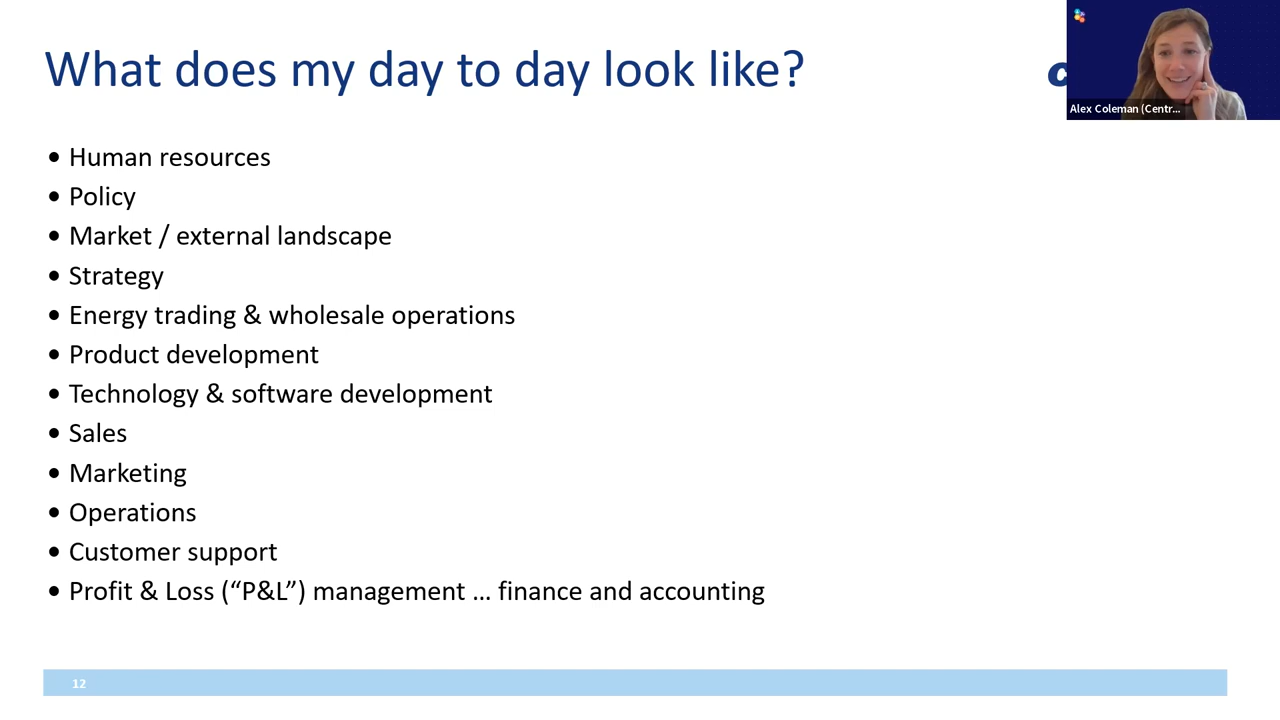 What does my day to day look like?
Alex Coleman (Centr...
• Human resources
• Policy
• Market / external landscape
• Strategy
• Energy trading & wholesale operations
• Product development
• Technology & software development
• Sales
• Marketing
• Operations
• Customer support
• Profit & Loss (“P&L”) management ... finance and accounting
12